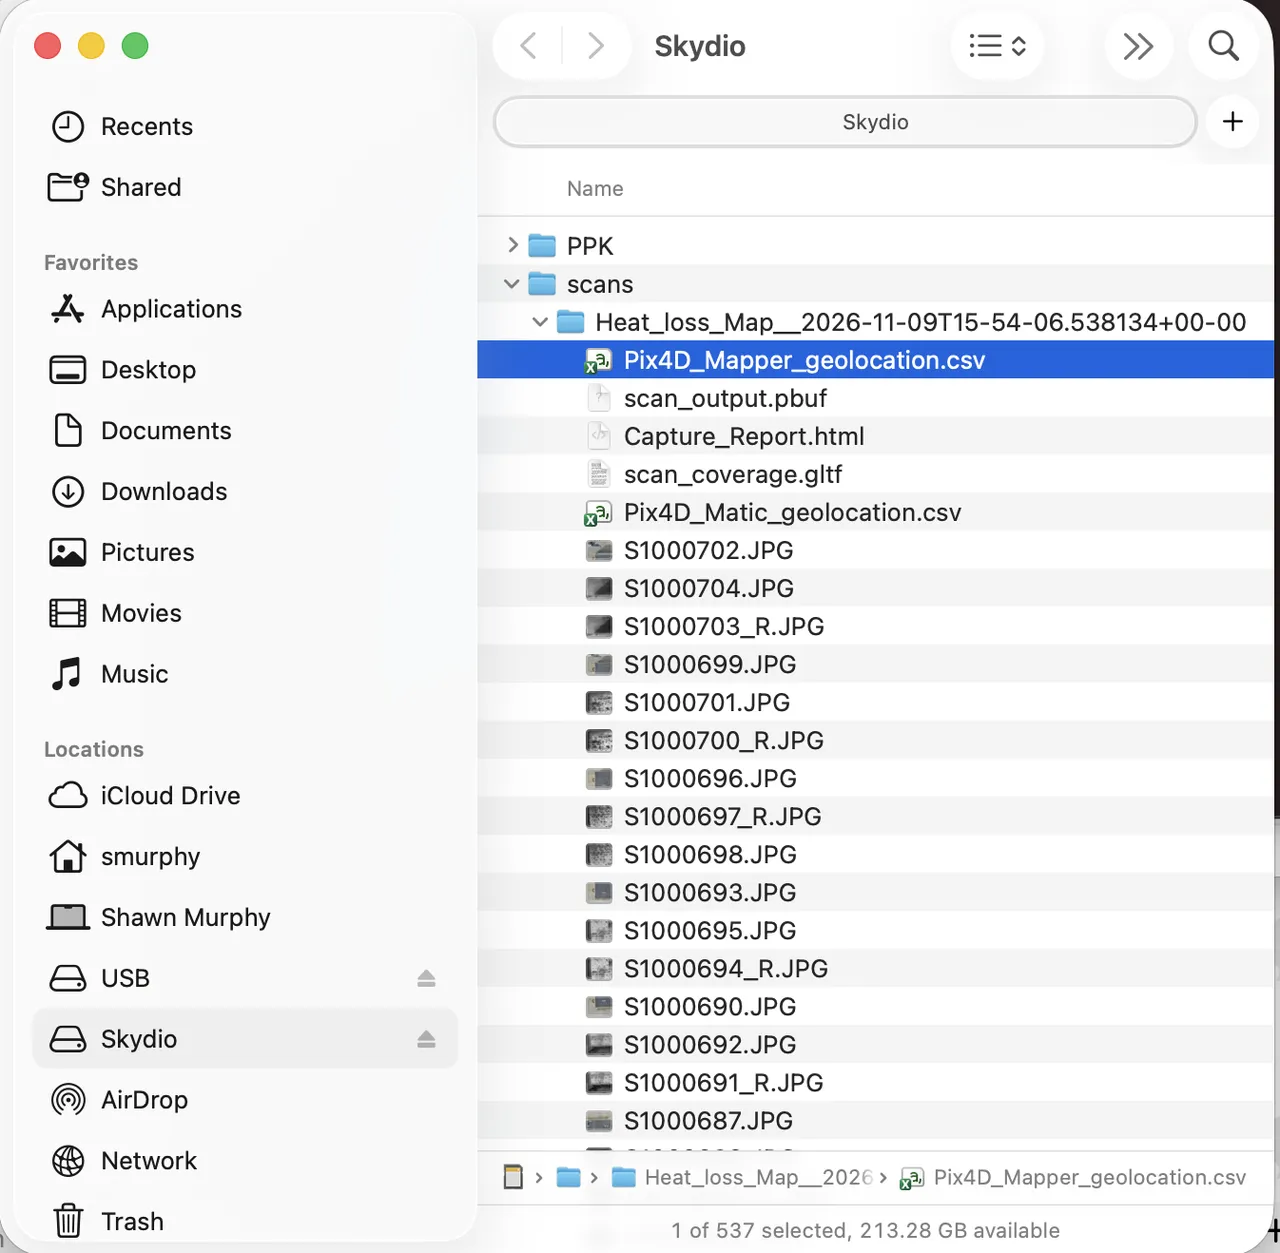 Recents
Shared
Favorites
Applications
Desktop
Documents
Downloads
Pictures
Movies
Music
Locations
iCloud Drive
smurphy
Shawn Murphy
USB
Skydio
AirDrop
Network
Trash
Skydio
Skydio
Name
PPK
scans
Heat_loss_Map__2026-11-09T15-54-06.538134+00-00
Pix4D_Mapper_geolocation.csv
scan_output.pbuf
Capture_Report.html
scan_coverage.gltf
Pix4D_Matic_geolocation.csv
S1000702.JPG
S1000704.JPG
S1000703_R.JPG
S1000699.JPG
S1000701.JPG
S1000700_R.JPG
S1000696.JPG
S1000697_R.JPG
S1000698.JPG
S1000693.JPG
S1000695.JPG
S1000694_R.JPG
S1000690.JPG
S1000692.JPG
S1000691_R.JPG
S1000687.JPG
Heat_loss_Map__2026 › Pix4D_Mapper_geolocation.csv
1 of 537 selected, 213.28 GB available